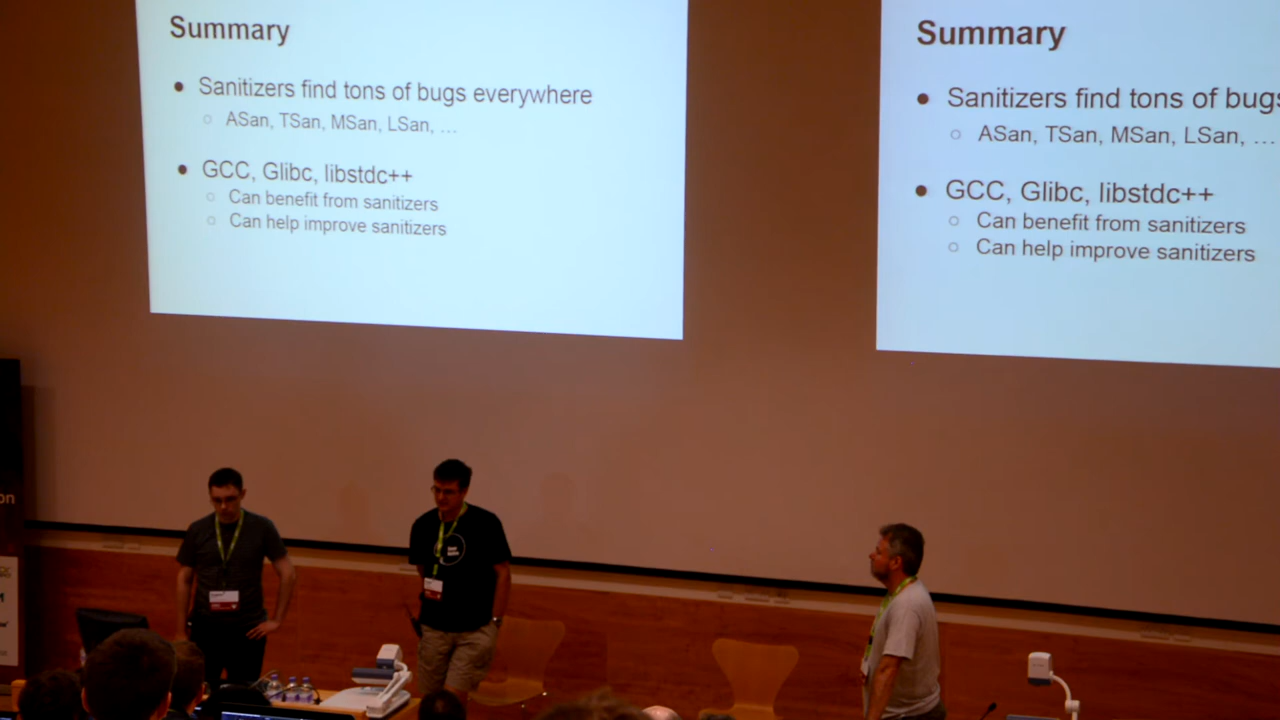 Summary
● Sanitizers find tons of bugs everywhere
○ ASan, TSan, MSan, LSan, …
● GCC, Glibc, libstdc++
○ Can benefit from sanitizers
○ Can help improve sanitizers
Summary
● Sanitizers find tons of bugs
○ ASan, TSan, MSan, LSan, …
● GCC, Glibc, libstdc++
○ Can benefit from sanitizers
○ Can help improve sanitizers
on